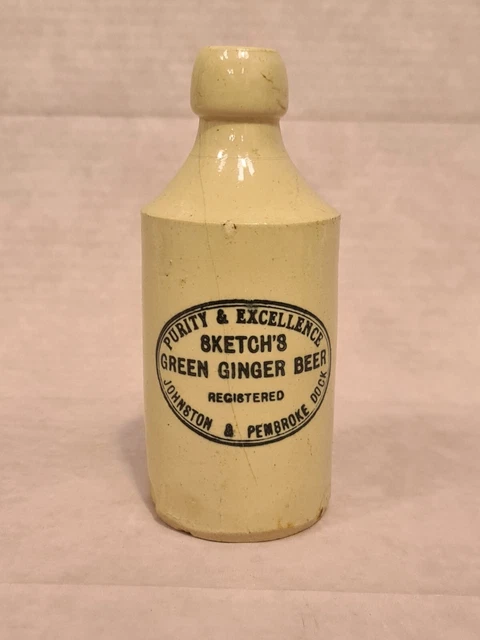 PURITY & EXCELLENCE
SKETCH'S
GREEN GINGER BEER
REGISTERED
JOHNSTON & PEMBROKE DOCK